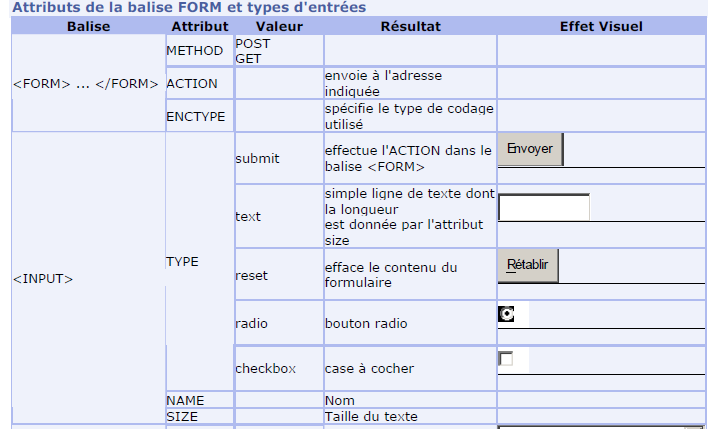 Attributs de la balise FORM et types d'entrées
Balise Attribut Valeur Résultat Effet Visuel
<FORM> ... </FORM>
METHOD
POST
GET
ACTION
envoie à l'adresse
indiquée
ENCTYPE
spécifie le type de codage
utilisé
<INPUT>
TYPE
submit
effectue l'ACTION dans le
balise <FORM>
Envoyer
text
simple ligne de texte dont
la longueur
est donnée par l'attribut
size
reset
efface le contenu du
formulaire
Rétablir
radio
bouton radio
checkbox
case à cocher
NAME
Nom
SIZE
Taille du texte